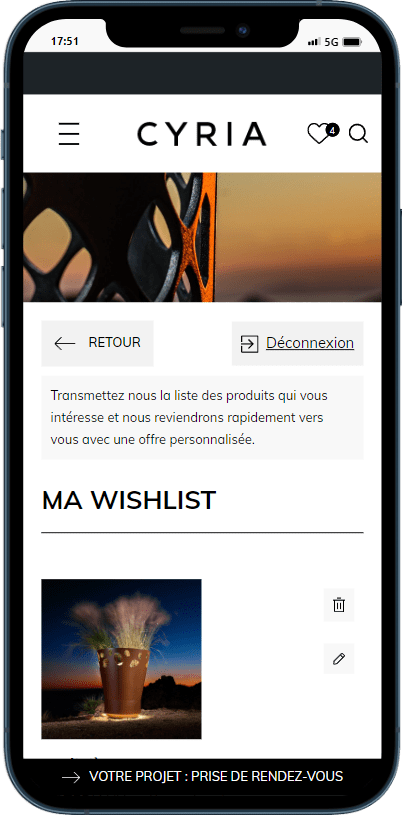 17:51
5G
CYRIA
4
RETOUR
Déconnexion
Transmettez nous la liste des produits qui vous
intéresse et nous reviendrons rapidement vers
vous avec une offre personnalisée.
MA WISHLIST
VOTRE PROJET : PRISE DE RENDEZ-VOUS